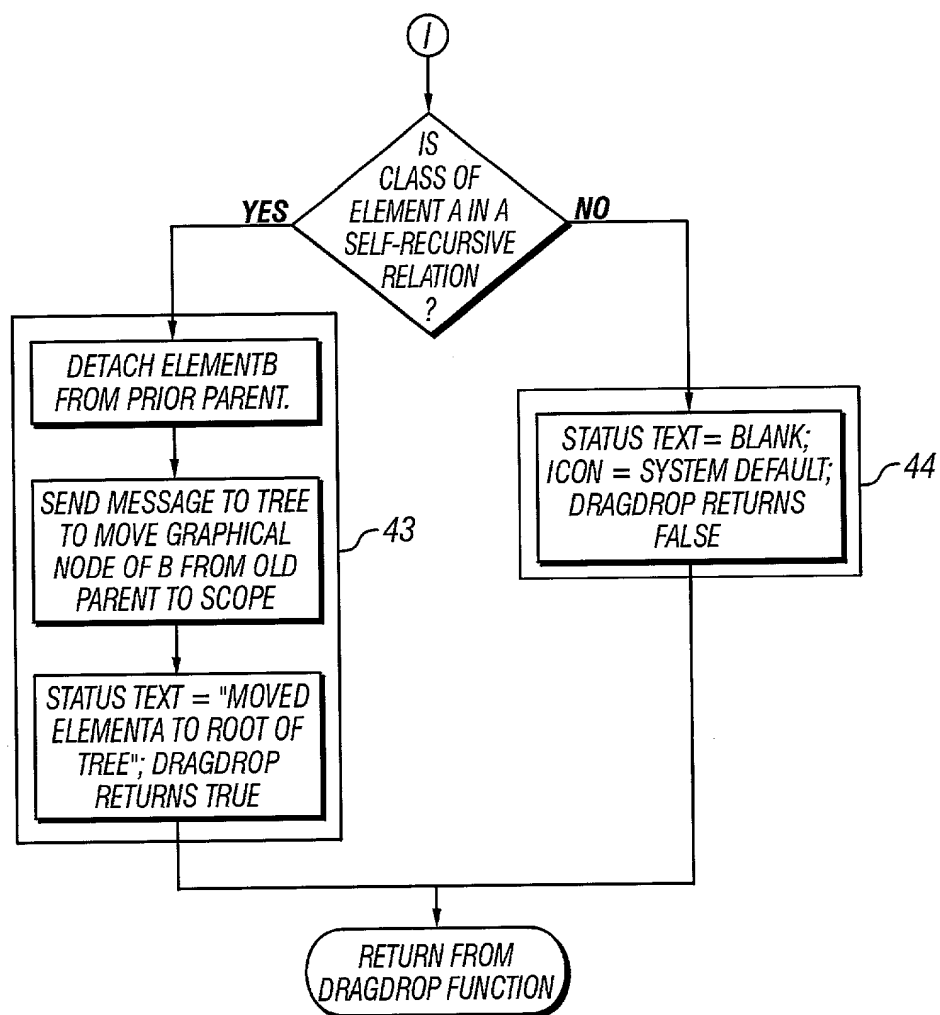 I
IS
CLASS OF
ELEMENT A IN A
SELF-RECURSIVE
RELATION
?
YES
NO
DETACH ELEMENTB
FROM PRIOR PARENT.
SEND MESSAGE TO TREE
TO MOVE GRAPHICAL
NODE OF B FROM OLD
PARENT TO SCOPE
43
STATUS TEXT = "MOVED
ELEMENTA TO ROOT OF
TREE"; DRAGDROP
RETURNS TRUE
STATUS TEXT = BLANK;
ICON = SYSTEM DEFAULT;
DRAGDROP RETURNS
FALSE
44
RETURN FROM
DRAGDROP FUNCTION